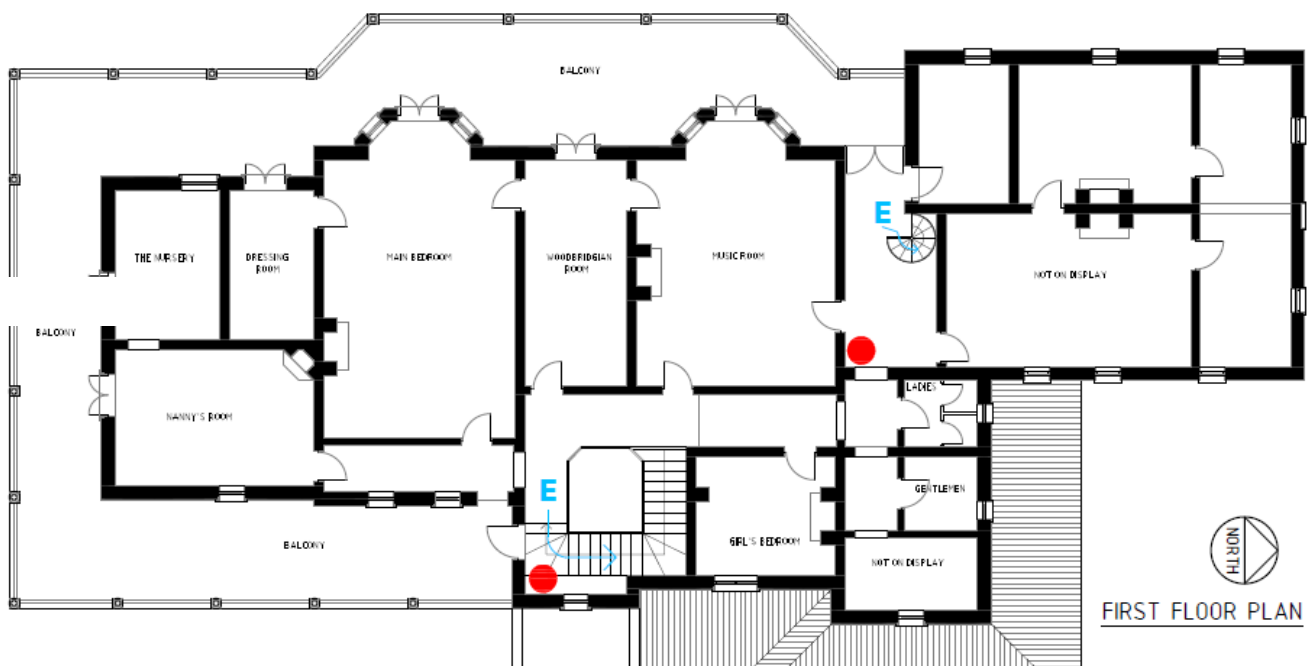 BALCONY
E
THE NURSERY
DRESSING
ROOM
MAIN BEDROOM
WOODBRIDGIAN
ROOM
MUSIC ROOM
NOT ON DISPLAY
BALCONY
LADIES
NANNY'S ROOM
E
GENTLEMEN
BALCONY
GIRL'S BEDROOM
NOT ON DISPLAY
NORTH
FIRST FLOOR PLAN